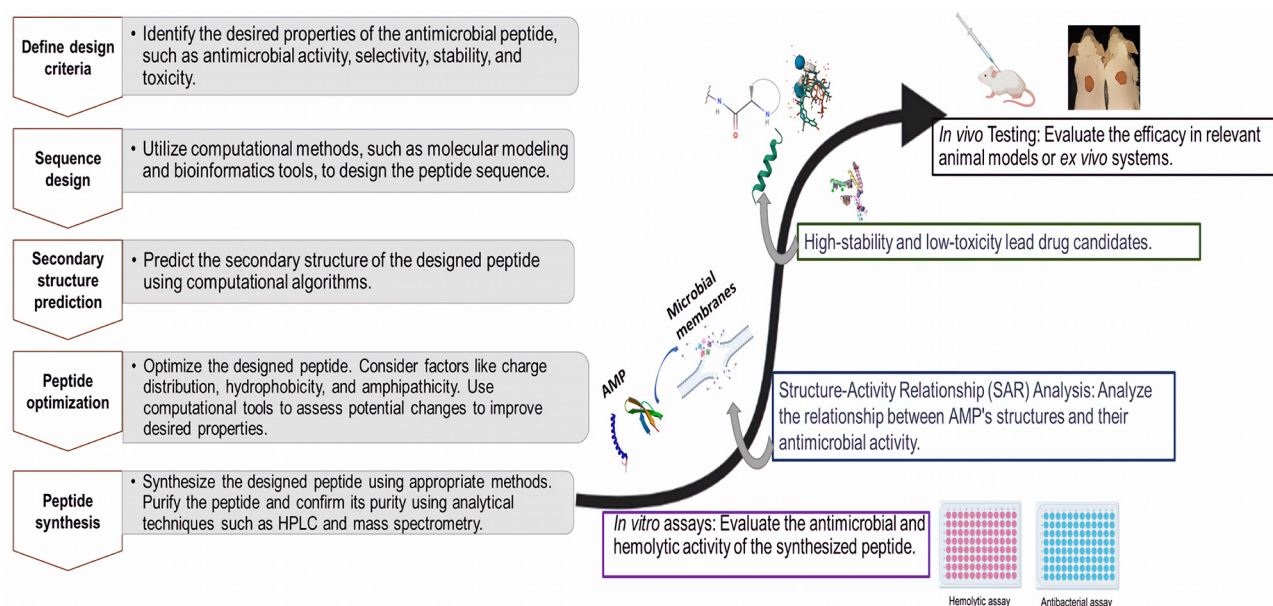 Define design
criteria
• Identify the desired properties of the antimicrobial peptide,
such as antimicrobial activity, selectivity, stability, and
toxicity.
Sequence
design
• Utilize computational methods, such as molecular modeling
and bioinformatics tools, to design the peptide sequence.
Secondary
structure
prediction
• Predict the secondary structure of the designed peptide
using computational algorithms.
Peptide
optimization
• Optimize the designed peptide. Consider factors like charge
distribution, hydrophobicity, and amphipathicity. Use
computational tools to assess potential changes to improve
desired properties.
Peptide
synthesis
• Synthesize the designed peptide using appropriate methods.
Purify the peptide and confirm its purity using analytical
techniques such as HPLC and mass spectrometry.
In vitro assays: Evaluate the antimicrobial and
hemolytic activity of the synthesized peptide.
Hemolytic assay
Antibacterial assay
AMP
Microbial
membranes
Structure-Activity Relationship (SAR) Analysis: Analyze
the relationship between AMP's structures and their
antimicrobial activity.
High-stability and low-toxicity lead drug candidates.
N
H
O
N
H
In vivo Testing: Evaluate the efficacy in relevant
animal models or ex vivo systems.